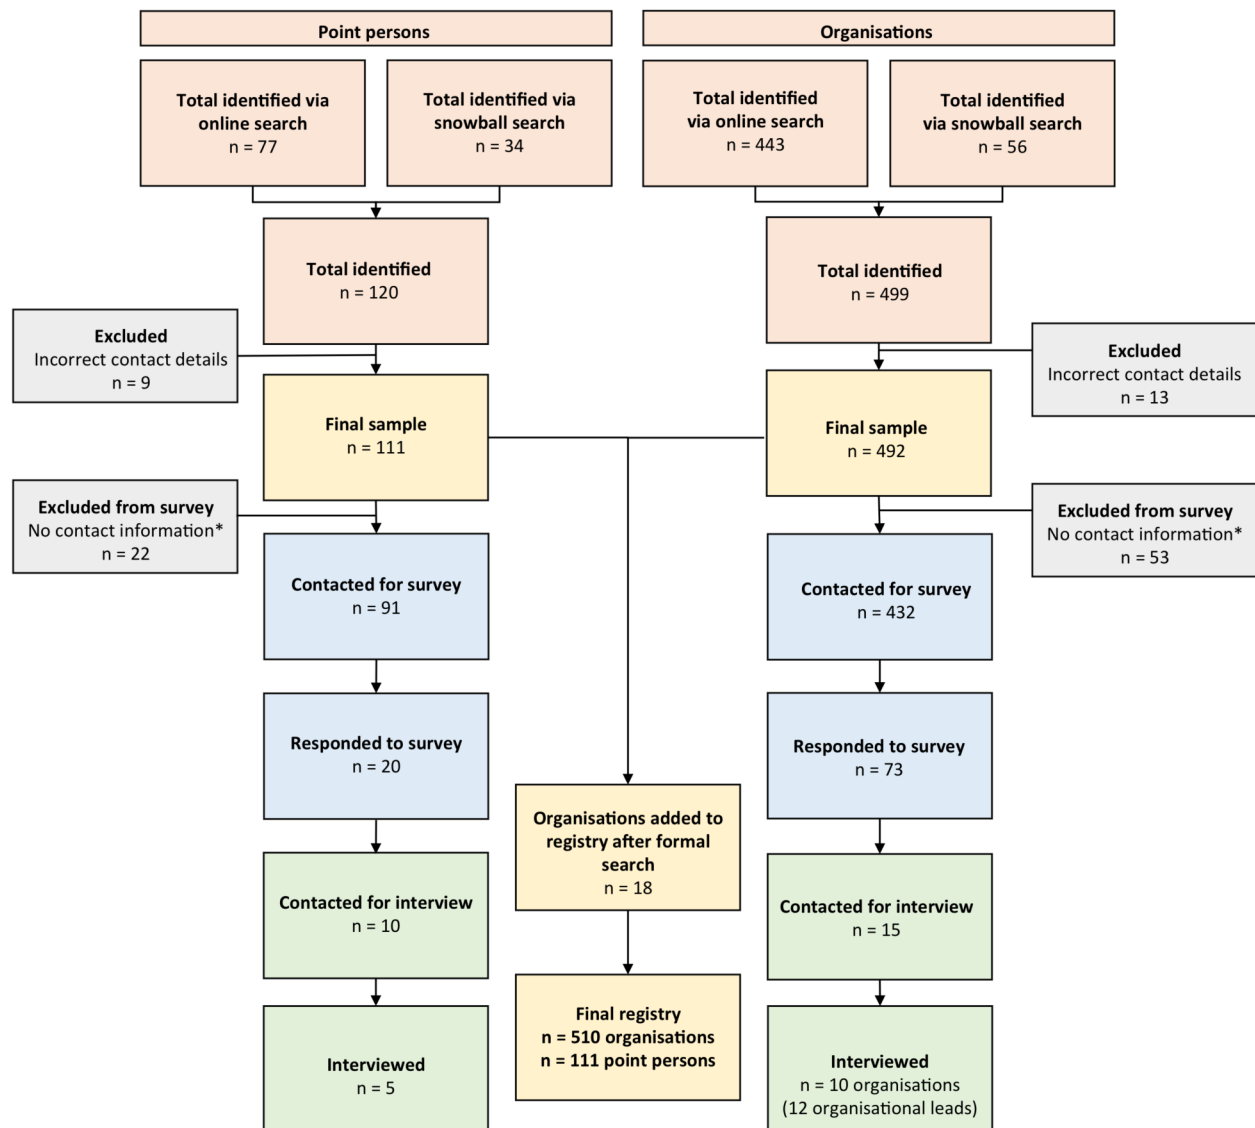 Point persons
Organisations
Total identified via
online search
n = 77
Total identified via
snowball search
n = 34
Total identified
via online search
n = 443
Total identified
via snowball search
n = 56
Total identified
n = 120
Total identified
n = 499
Excluded
Incorrect contact details
n = 9
Excluded
Incorrect contact details
n = 13
Final sample
n = 111
Final sample
n = 492
Excluded from survey
No contact information*
n = 22
Excluded from survey
No contact information*
n = 53
Contacted for survey
n = 91
Contacted for survey
n = 432
Responded to survey
n = 20
Responded to survey
n = 73
Organisations added to
registry after formal
search
n = 18
Contacted for interview
n = 10
Contacted for interview
n = 15
Final registry
n = 510 organisations
n = 111 point persons
Interviewed
n = 5
Interviewed
n = 10 organisations
(12 organisational leads)